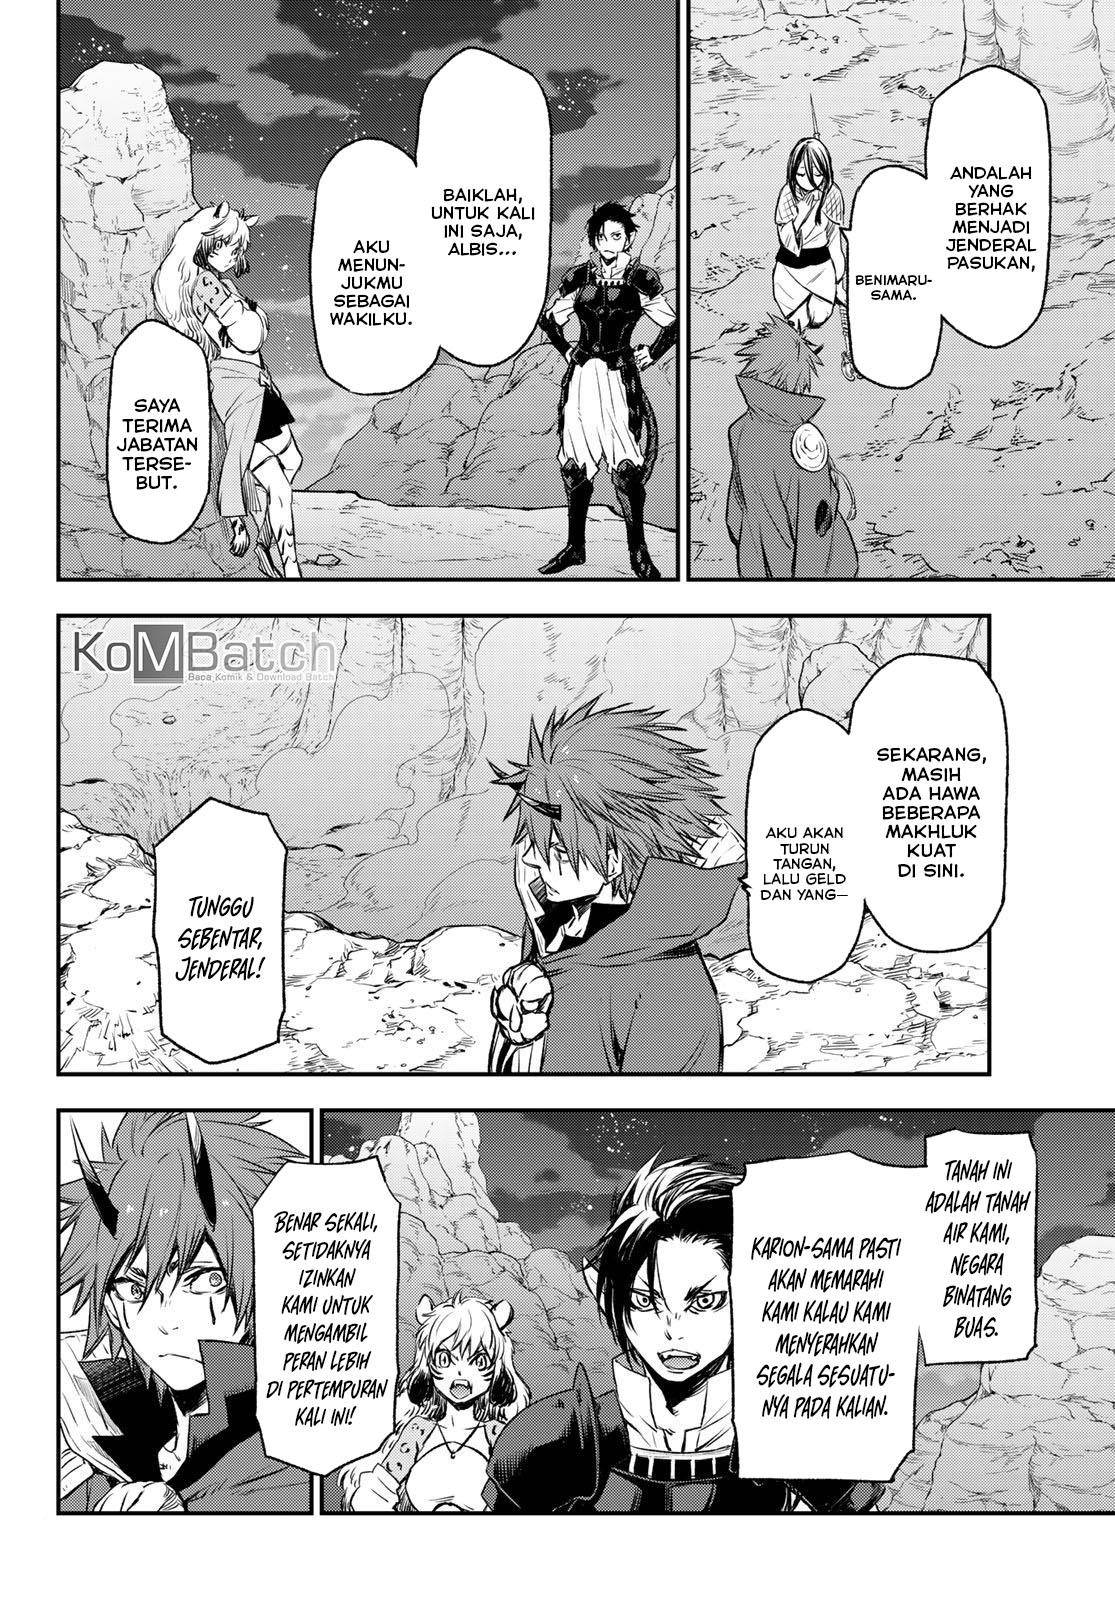 ANDALAH
YANG
BERHAK
MENJADI
JENDERAL
PASUKAN,
BENIMARU-
SAMA.
BAIKLAH,
UNTUK KALI
INI SAJA,
ALBIS...
AKU
MENUN-
JUKMU
SEBAGAI
WAKILKU.
SAYA
TERIMA
JABATAN
TERSE-
BUT.
KoMBatch
Baca Komik & Download Batch
SEKARANG,
MASIH
ADA HAWA
BEBERAPA
MAKHLUK
KUAT
DI SINI.
AKU AKAN
TURUN
TANGAN,
LALU GELD
DAN YANG—
TUNGGU
SEBENTAR,
JENDERAL!
TANAH INI
ADALAH TANAH
AIR KAMI,
NEGARA
BINATANG
BUAS.
KARION-SAMA PASTI
AKAN MEMARAHI
KAMI KALAU KAMI
MENYERAHKAN
SEGALA SESUATU-
NYA PADA KALIAN.
BENAR SEKALI,
SETIDAKNYA
IZINKAN
KAMI UNTUK
MENGAMBIL
PERAN LEBIH
DI PERTEMPURAN
KALI INI!